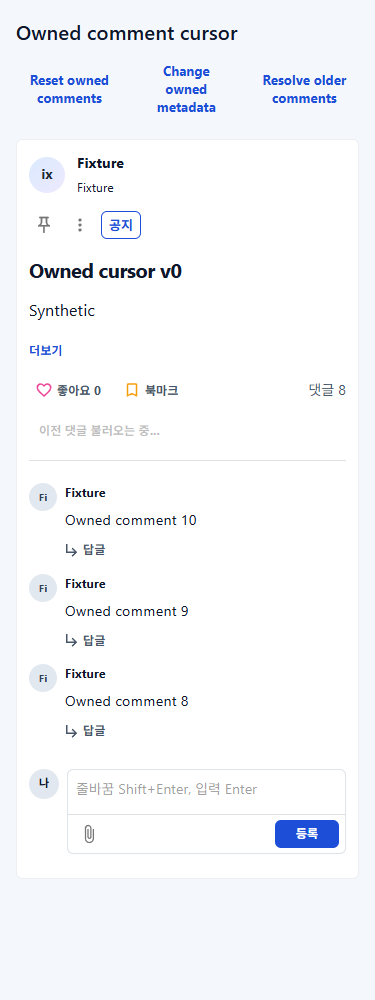 Owned comment cursor
Reset owned
comments
Change
owned
metadata
Resolve older
comments
ix
Fixture
Fixture
공지
Owned cursor v0
Synthetic
더보기
좋아요 0
북마크
댓글 8
이전 댓글 불러오는 중...
Fi
Fixture
Owned comment 10
답글
Fi
Fixture
Owned comment 9
답글
Fi
Fixture
Owned comment 8
답글
나
줄바꿈 Shift+Enter, 입력 Enter
등록